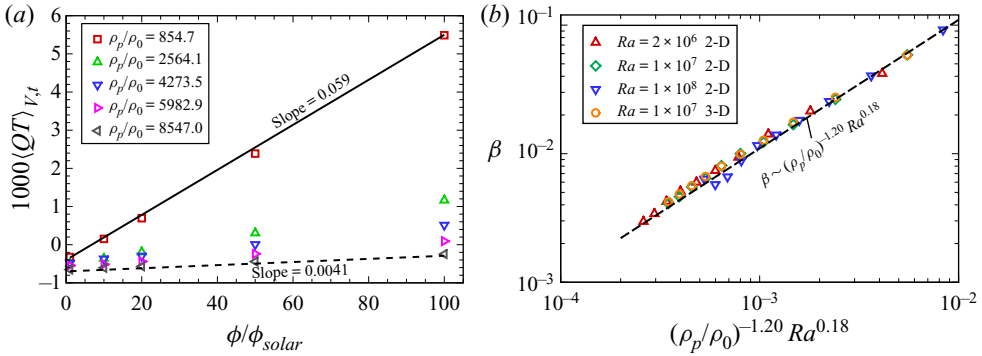 (a)
6
5
4
3
2
1
0
−1
1000⟨QT⟩V,t
ρp/ρ0 = 854.7
ρp/ρ0 = 2564.1
ρp/ρ0 = 4273.5
ρp/ρ0 = 5982.9
ρp/ρ0 = 8547.0
Slope = 0.059
Slope = 0.0041
0 20 40 60 80 100
ϕ/ϕsolar
(b)
10⁻¹
10⁻²
10⁻³
β
Ra = 2 × 10⁶ 2-D
Ra = 1 × 10⁷ 2-D
Ra = 1 × 10⁸ 2-D
Ra = 1 × 10⁷ 3-D
β ~ (ρp/ρ0)⁻¹·²⁰ Ra⁰·¹⁸
10⁻⁴ 10⁻³ 10⁻²
(ρp/ρ0)⁻¹·²⁰ Ra⁰·¹⁸